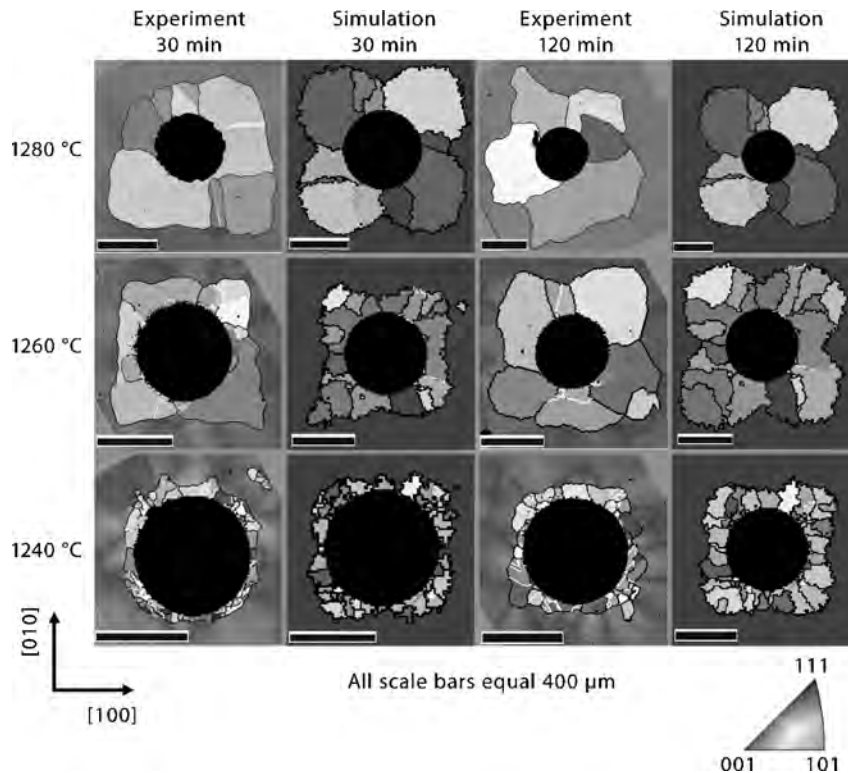 Experiment Simulation Experiment Simulation
30 min 30 min 120 min 120 min
1280 °C
1260 °C
1240 °C
[010]
[100]
All scale bars equal 400 μm
111
001 101